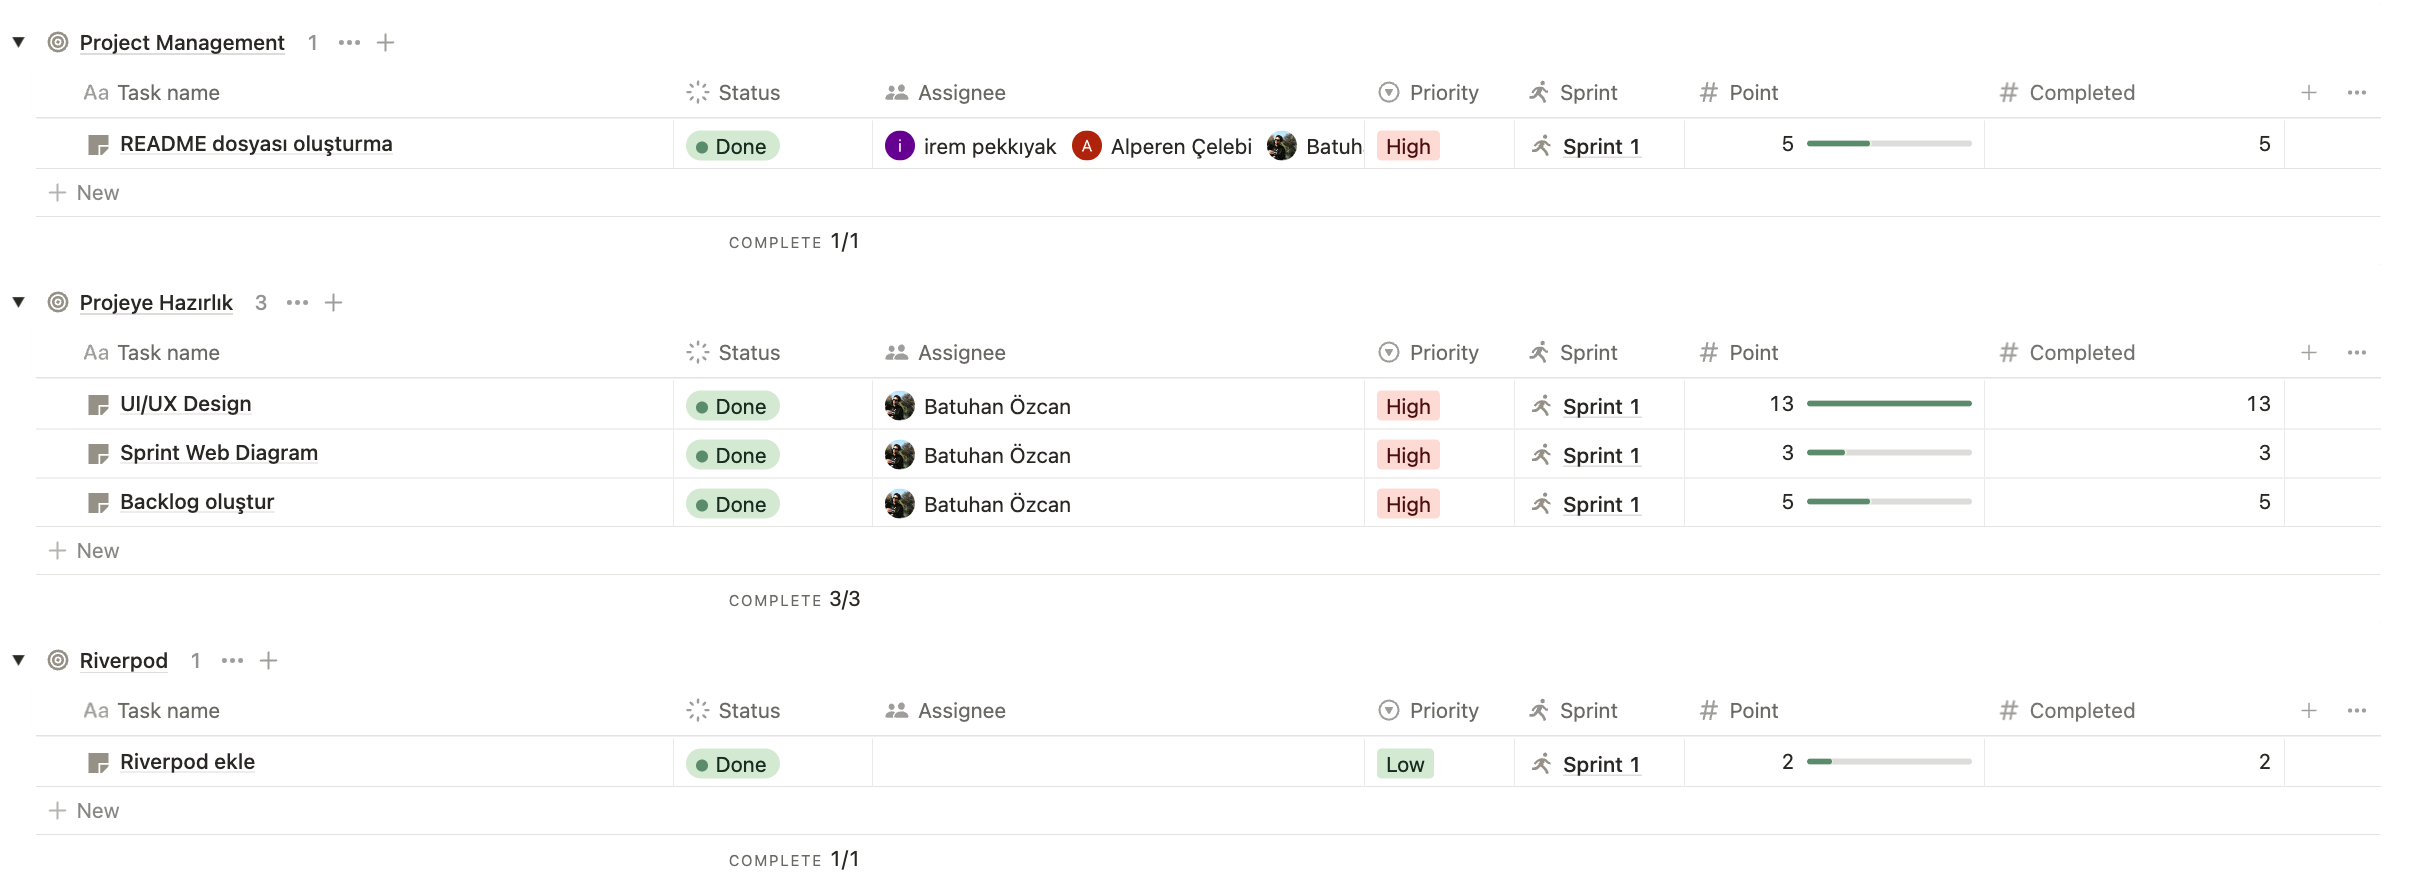 Project Management 1
Aa Task name Status Assignee Priority Sprint # Point # Completed
README dosyası oluşturma Done i irem pekkıyak A Alperen Çelebi Batuh High Sprint 1 5 5
+ New
COMPLETE 1/1
Projeye Hazırlık 3
Aa Task name Status Assignee Priority Sprint # Point # Completed
UI/UX Design Done Batuhan Özcan High Sprint 1 13 13
Sprint Web Diagram Done Batuhan Özcan High Sprint 1 3 3
Backlog oluştur Done Batuhan Özcan High Sprint 1 5 5
+ New
COMPLETE 3/3
Riverpod 1
Aa Task name Status Assignee Priority Sprint # Point # Completed
Riverpod ekle Done Low Sprint 1 2 2
+ New
COMPLETE 1/1